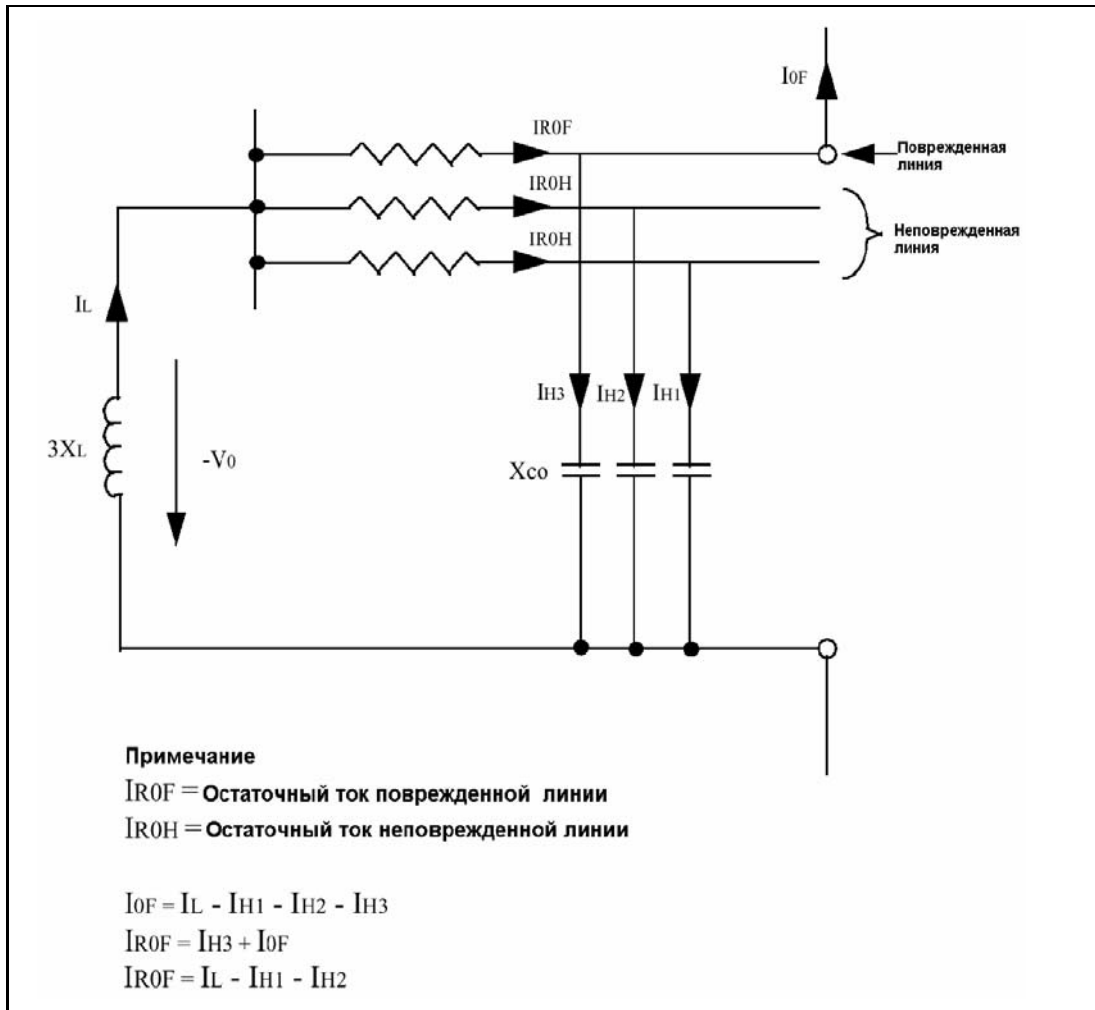 I0F
IR0F
Поврежденная
линия
IR0H
IR0H
Неповрежденная
линия
IL
IH3 IH2 IH1
3XL
-V0
Xco
Примечание
IR0F = Остаточный ток поврежденной линии
IR0H = Остаточный ток неповрежденной линии
I0F = IL - IH1 - IH2 - IH3
IR0F = IH3 + I0F
IR0F = IL - IH1 - IH2